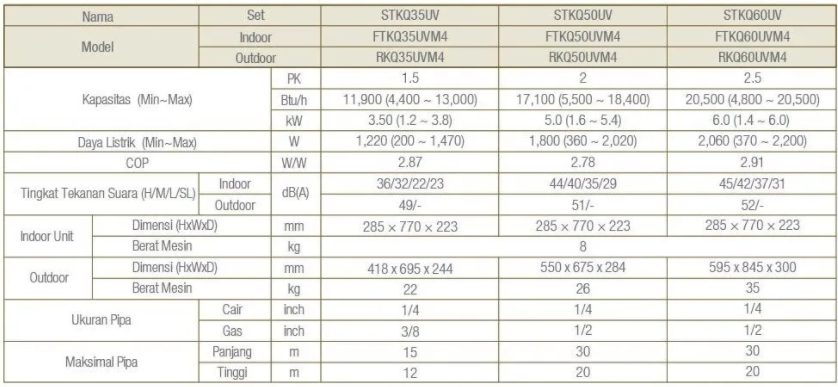 Nama Set STKQ35UV STKQ50UV STKQ60UV
Model Indoor FTKQ35UVM4 FTKQ50UVM4 FTKQ60UVM4
Outdoor RKQ35UVM4 RKQ50UVM4 RKQ60UVM4
Kapasitas (Min~Max) PK 1.5 2 2.5
Btu/h 11,900 (4,400 ~ 13,000) 17,100 (5,500 ~ 18,400) 20,500 (4,800 ~ 20,500)
kW 3.50 (1.2 ~ 3.8) 5.0 (1.6 ~ 5.4) 6.0 (1.4 ~ 6.0)
Daya Listrik (Min~Max) W 1,220 (200 ~ 1,470) 1,800 (360 ~ 2,020) 2,060 (370 ~ 2,200)
COP W/W 2.87 2.78 2.91
Tingkat Tekanan Suara (H/M/L/SL) Indoor dB(A) 36/32/22/23 44/40/35/29 45/42/37/31
Outdoor 49/- 51/- 52/-
Indoor Unit Dimensi (HxWxD) mm 285 × 770 × 223 285 × 770 × 223 285 × 770 × 223
Berat Mesin kg 8
Outdoor Dimensi (HxWxD) mm 418 x 695 x 244 550 x 675 x 284 595 x 845 x 300
Berat Mesin kg 22 26 35
Ukuran Pipa Cair inch 1/4 1/4 1/4
Gas inch 3/8 1/2 1/2
Maksimal Pipa Panjang m 15 30 30
Tinggi m 12 20 20